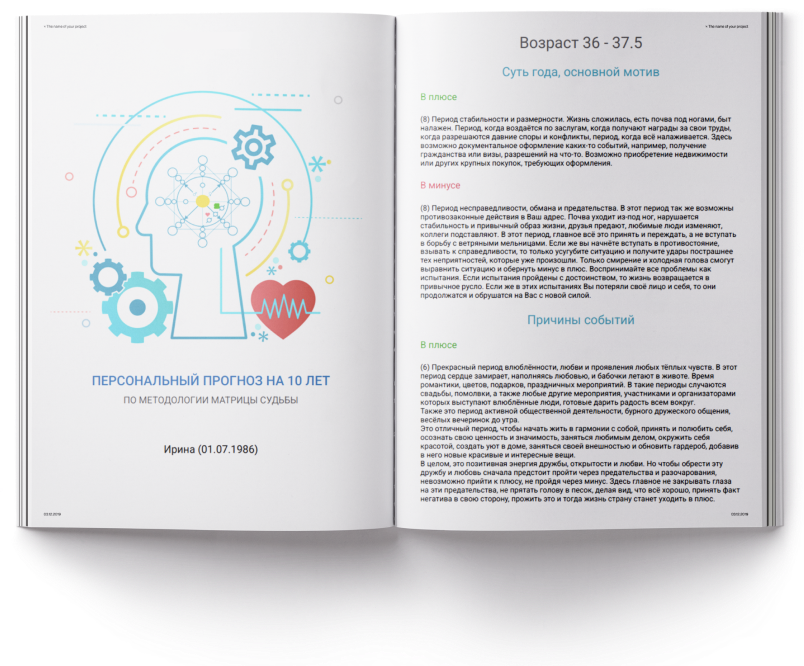 < The name of your project
ПЕРСОНАЛЬНЫЙ ПРОГНОЗ НА 10 ЛЕТ
ПО МЕТОДОЛОГИИ МАТРИЦЫ СУДЬБЫ
Ирина (01.07.1986)
< The name of your project
Возраст 36 - 37.5
Суть года, основной мотив
В плюсе
(8) Период стабильности и размерности. Жизнь сложилась, есть почва под ногами, быт
налажен. Период, когда воздаётся по заслугам, когда получают награды за свои труды,
когда разрешаются давние споры и конфликты, период, когда всё налаживается. Здесь
возможно документальное оформление каких-то событий, например, получение
гражданства или визы, разрешений на что-то. Возможно приобретение недвижимости
или других крупных покупок, требующих оформления.
В минусе
(8) Период несправедливости, обмана и предательства. В этот период так же возможны
противозаконные действия в Ваш адрес. Почва уходит из-под ног, нарушается
стабильность и привычный образ жизни, друзья предают, любимые люди изменяют,
коллеги подставляют. В этот период, главное всё это принять и переждать, а не вступать
в борьбу с ветряными мельницами. Если же вы начнёте вступать в противостояние,
взывать к справедливости, то только усугубите ситуацию и получите удары пострашнее
тех неприятностей, которые уже произошли. Только смирение и холодная голова смогут
выравнить ситуацию и обернуть минус в плюс. Воспринимайте все проблемы как
испытания. Если испытания пройдены с достоинством, то жизнь возвращается в
привычное русло. Если же в этих испытаниях Вы потеряли своё лицо и себя, то они
продолжатся и обрушатся на Вас с новой силой.
Причины событий
В плюсе
(6) Прекрасный период влюблённости, любви и проявления любых тёплых чувств. В этот
период сердце замирает, наполняясь любовью, и бабочки летают в животе. Время
романтики, цветов, подарков, праздничных мероприятий. В такие периоды случаются
свадьбы, помолвки, а также любые другие мероприятия, участниками и организаторами
которых выступают влюблённые люди, готовые дарить радость всем вокруг.
Также это период активной общественной деятельности, бурного дружеского общения,
весёлых вечеринок до утра.
Это отличный период, чтобы начать жить в гармонии с собой, принять и полюбить себя,
осознать свою ценность и значимость, заняться любимым делом, окружить себя
красотой, создать уют в доме, заняться своей внешностью и обновить гардероб, добавив
в него новые красивые и интересные вещи.
В целом, это позитивная энергия дружбы, открытости и любви. Но чтобы обрести эту
дружбу и любовь сначала предстоит пройти через предательства и разочарования,
невозможно прийти к плюсу, не пройдя через минус. Здесь главное не закрывать глаза
на эти предательства, не прятать голову в песок, делая вид, что всё хорошо, принять факт
негатива в свою сторону, прожить это и тогда жизнь страну станет уходить в плюс.